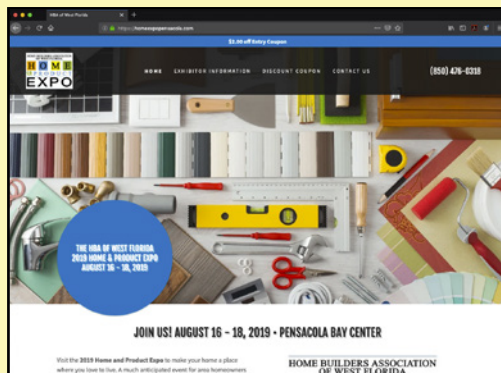 HBA of West Florida
https://homeexpopensacola.com
$2.00 off Entry Coupon
HOME
PRODUCT
EXPO
HOME
EXHIBITOR INFORMATION
DISCOUNT COUPON
CONTACT US
(850) 476-0318
THE HBA OF WEST FLORIDA
2019 HOME & PRODUCT EXPO
AUGUST 16 - 18, 2019
JOIN US! AUGUST 16 - 18, 2019 • PENSACOLA BAY CENTER
Visit the 2019 Home and Product Expo to make your home a place
where you love to live. A much anticipated event for area homeowners
HOME BUILDERS ASSOCIATION
OF WEST FLORIDA